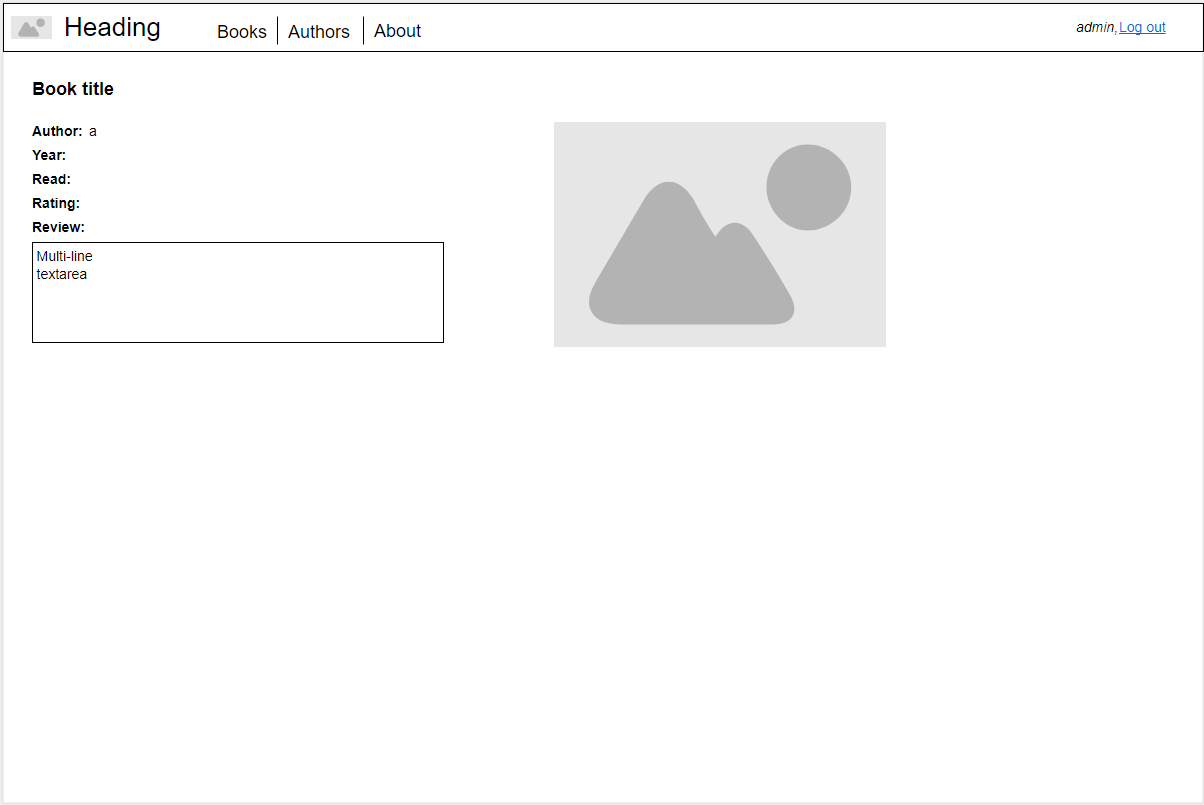 Heading
Books Authors About
admin, Log out
Book title
Author: a
Year:
Read:
Rating:
Review:
Multi-line
textarea